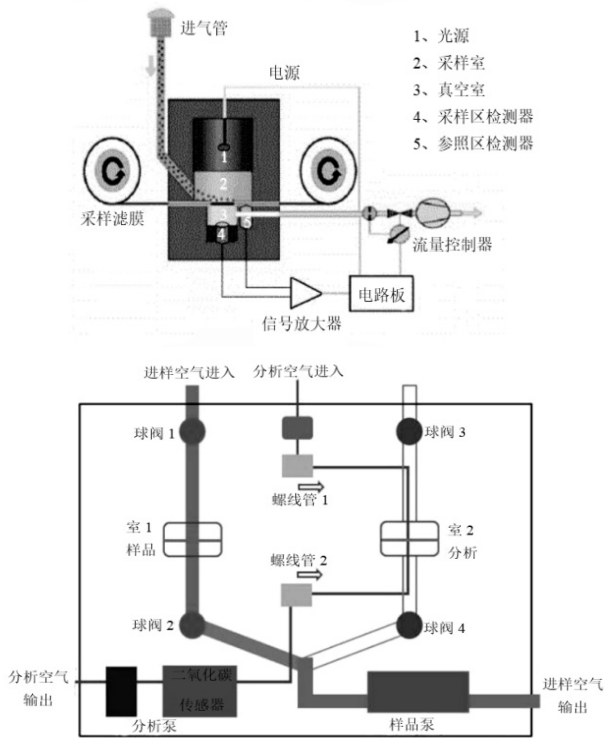 进气管
电源
1、光源
2、采样室
3、真空室
4、采样区检测器
5、参照区检测器
1
2
3
4
5
采样滤膜
流量控制器
电路板
信号放大器
进样空气进入
分析空气进入
球阀 1
球阀 3
螺线管 1
室 1
样品
室 2
分析
螺线管 2
球阀 2
球阀 4
分析空气
输出
二氧化碳
传感器
进样空气
输出
分析泵
样品泵